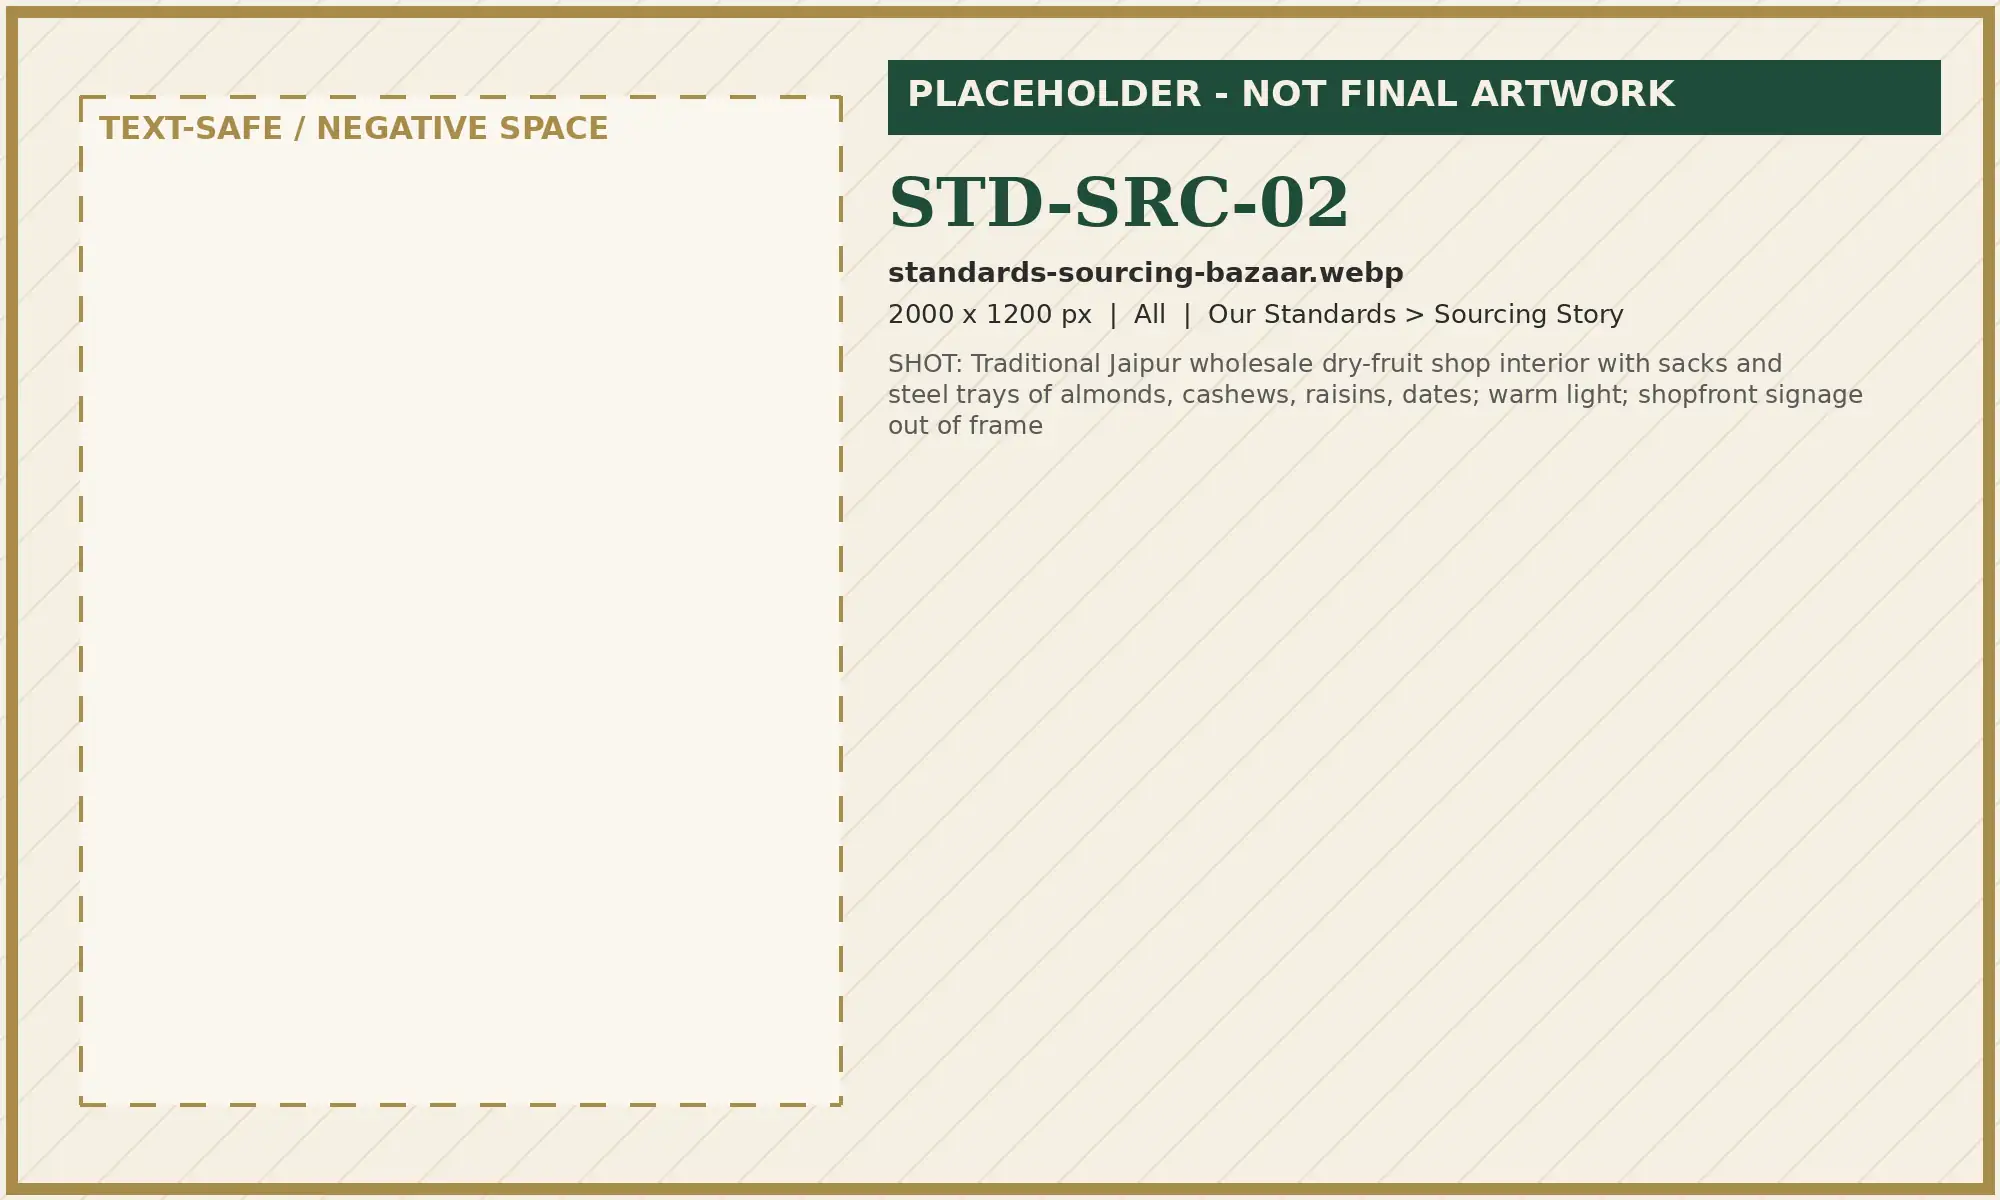 TEXT-SAFE / NEGATIVE SPACE
PLACEHOLDER - NOT FINAL ARTWORK
STD-SRC-02
standards-sourcing-bazaar.webp
2000 x 1200 px | All | Our Standards > Sourcing Story
SHOT: Traditional Jaipur wholesale dry-fruit shop interior with sacks and
steel trays of almonds, cashews, raisins, dates; warm light; shopfront signage
out of frame